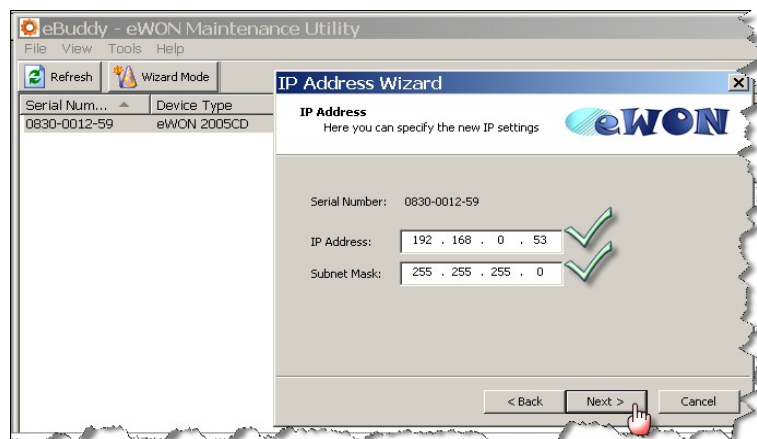 eBuddy - eWON Maintenance Utility
File View Tools Help
Refresh Wizard Mode
Serial Num... Device Type
0830-0012-59 eWON 2005CD
IP Address Wizard
IP Address
Here you can specify the new IP settings
eWON
Serial Number: 0830-0012-59
IP Address: 192 . 168 . 0 . 53
Subnet Mask: 255 . 255 . 255 . 0
< Back Next > Cancel